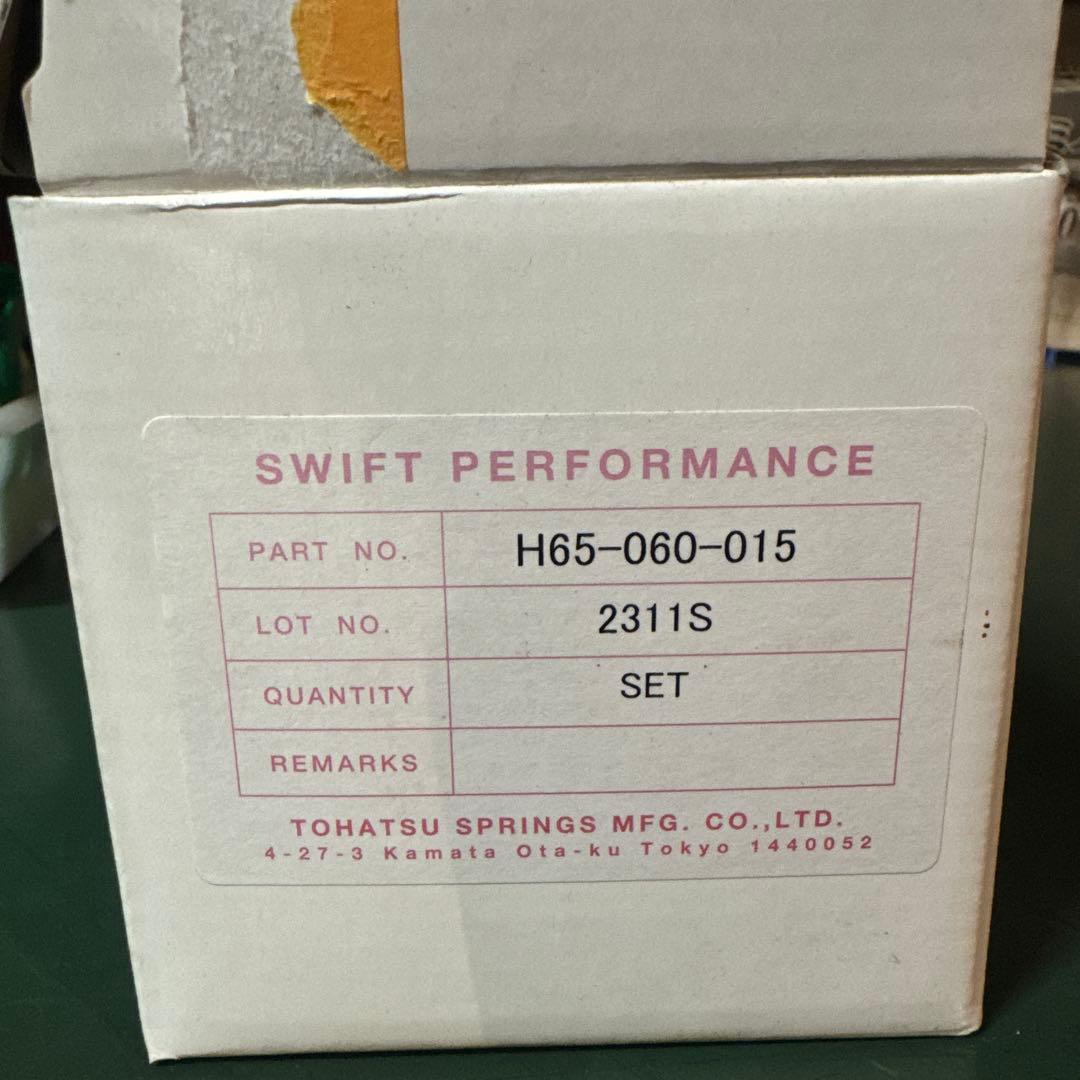 SWIFT PERFORMANCE
PART NO. H65-060-015
LOT NO. 2311S
QUANTITY SET
REMARKS
TOHATSU SPRINGS MFG. CO.,LTD.
4-27-3 Kamata Ota-ku Tokyo 1440052